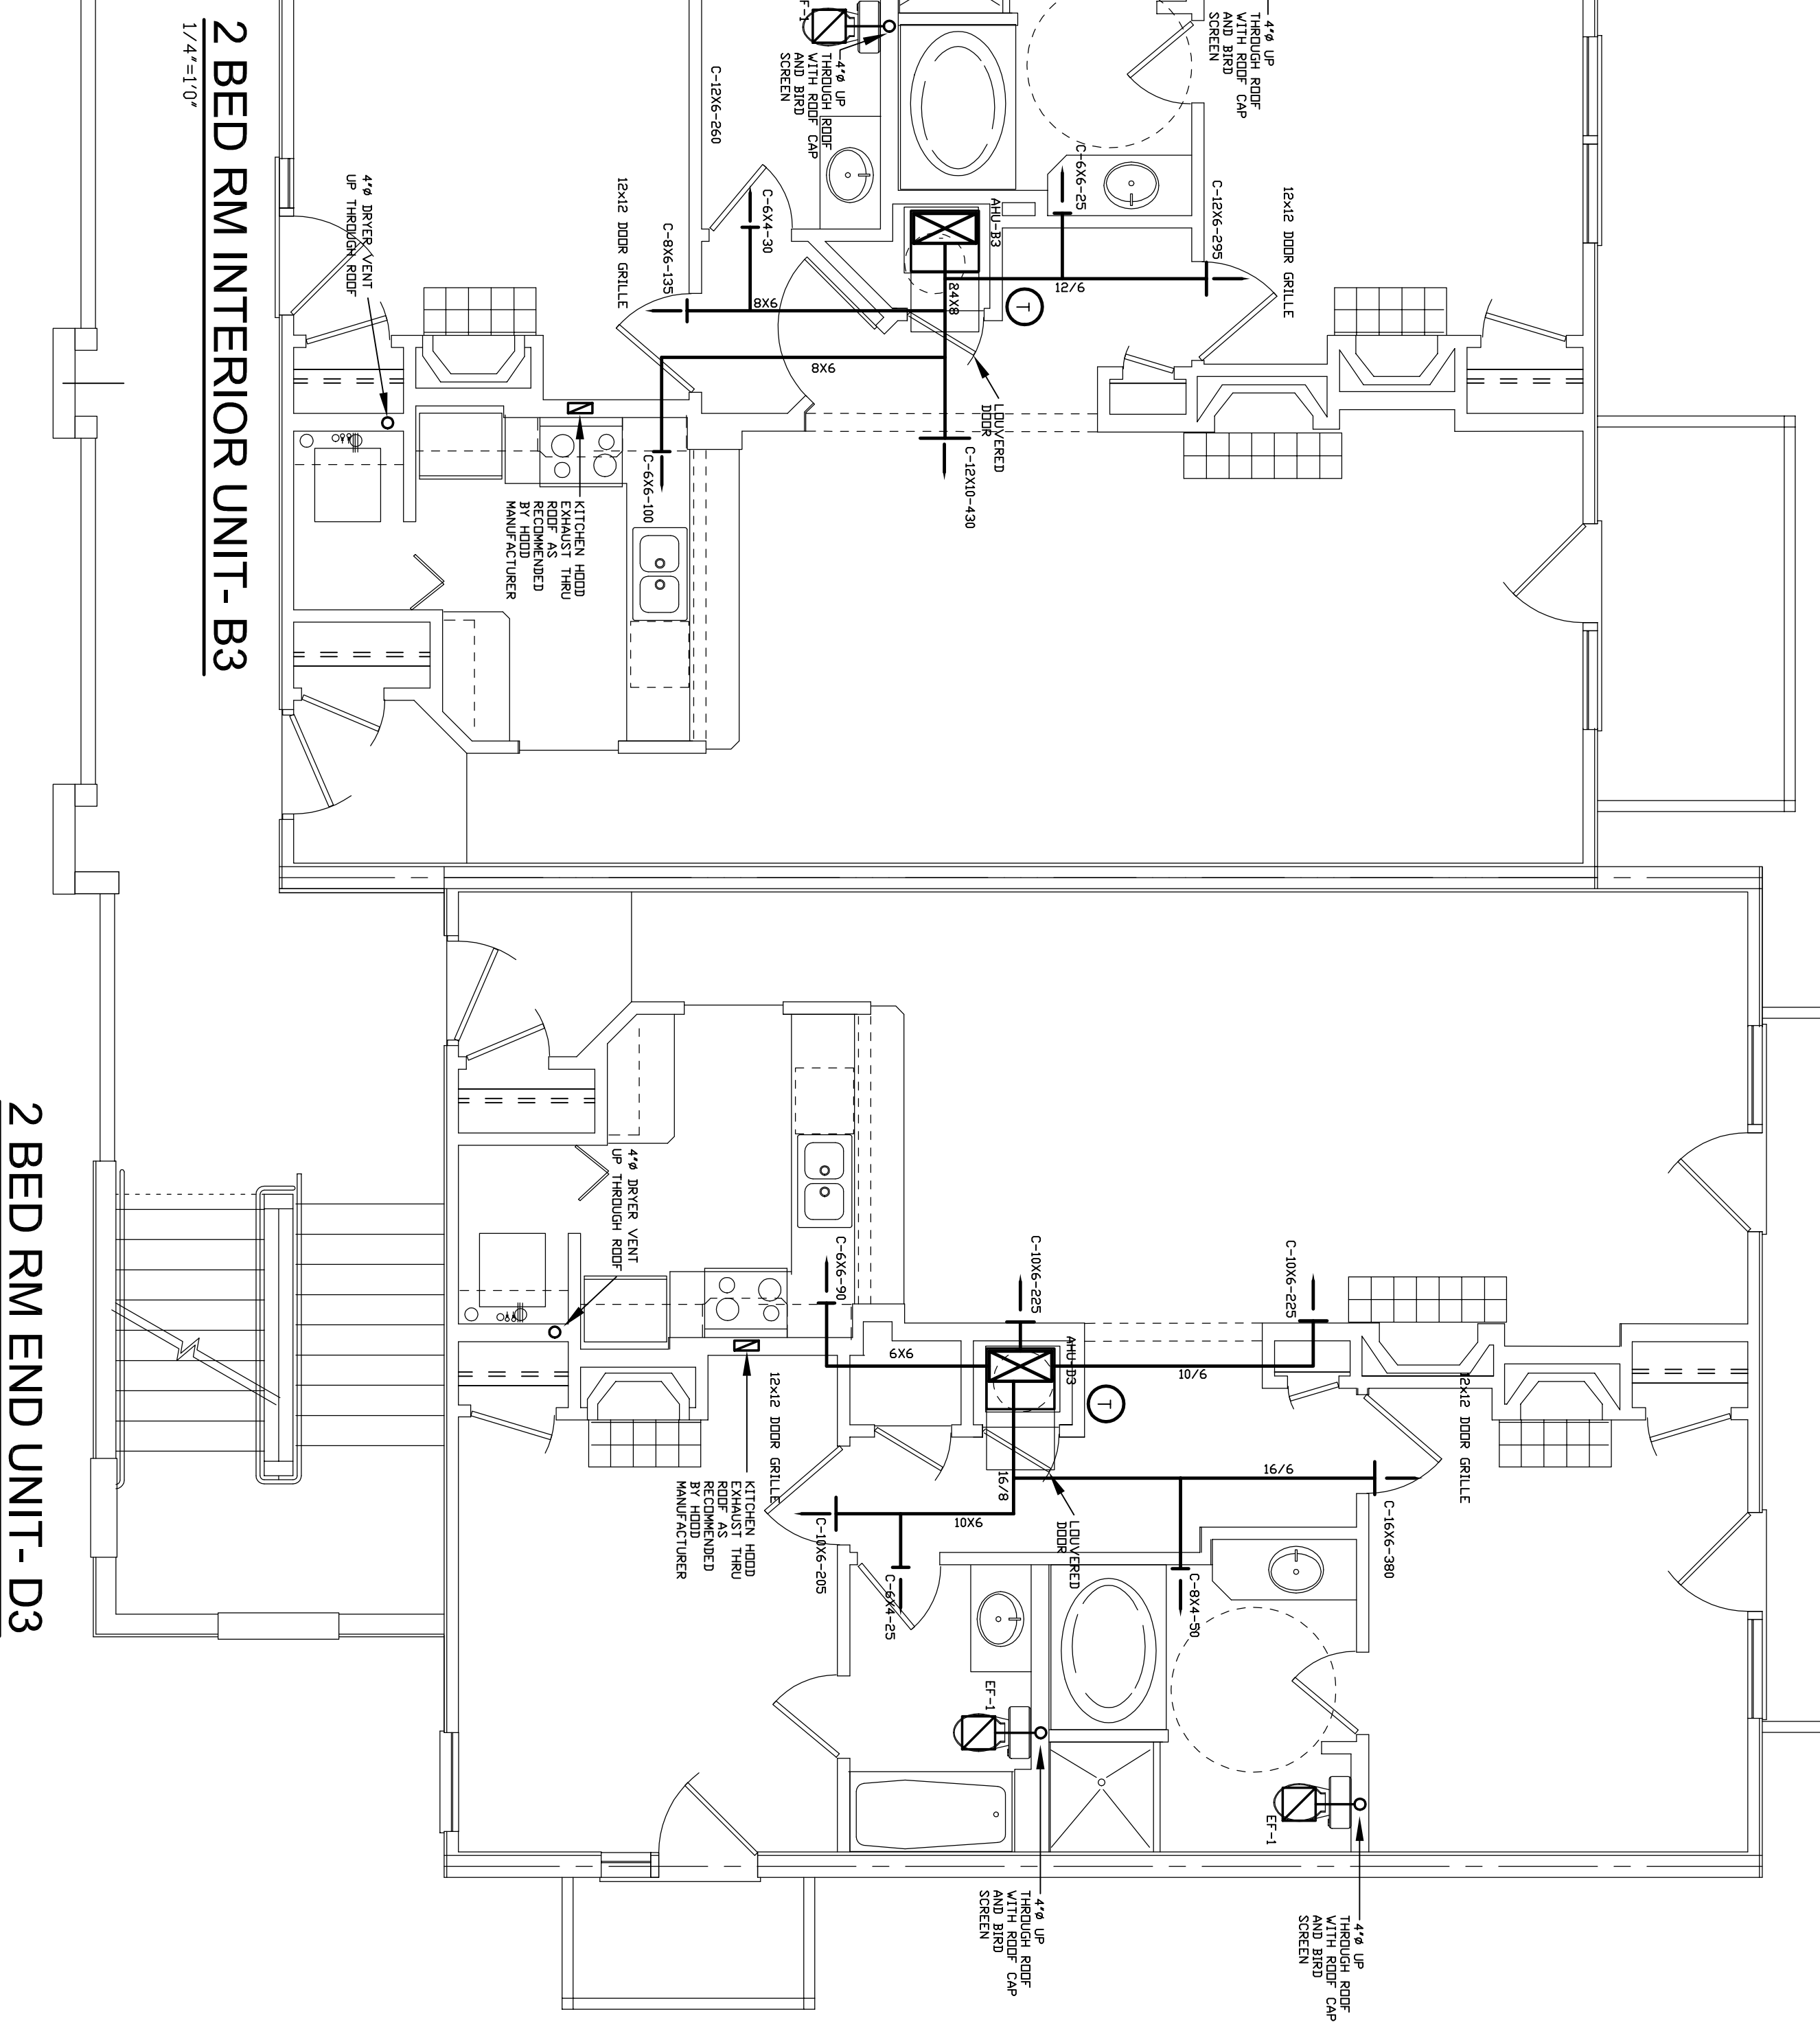 4"ø UP
THROUGH ROOF
WITH ROOF CAP
AND BIRD
SCREEN
12x12 DOOR GRILLE
C-12X6-295
C-6X6-25
12/6
AHU-B3
T
24X8
LOUVERED
DOOR
C-12X10-430
4"ø UP
THROUGH ROOF
WITH ROOF CAP
AND BIRD
SCREEN
EF-1
C-12X6-260
C-6X4-30
C-8X6-135
8X6
8X6
12x12 DOOR GRILLE
C-6X6-100
KITCHEN HOOD
EXHAUST THRU
ROOF AS
RECOMMENDED
BY HOOD
MANUFACTURER
4"ø DRYER VENT
UP THROUGH ROOF
2 BED RM INTERIOR UNIT- B3
1/4"=1'0"
C-10X6-225
10/6
12x12 DOOR GRILLE
16/6
C-16X6-380
C-10X6-225
AHU-D3
T
16/8
LOUVERED
DOOR
C-8X4-50
C-6X6-90
6X6
10X6
C-10X6-205
C-6X4-25
12x12 DOOR GRILLE
KITCHEN HOOD
EXHAUST THRU
ROOF AS
RECOMMENDED
BY HOOD
MANUFACTURER
4"ø DRYER VENT
UP THROUGH ROOF
EF-1
EF-1
4"ø UP
THROUGH ROOF
WITH ROOF CAP
AND BIRD
SCREEN
4"ø UP
THROUGH ROOF
WITH ROOF CAP
AND BIRD
SCREEN
2 BED RM END UNIT- D3